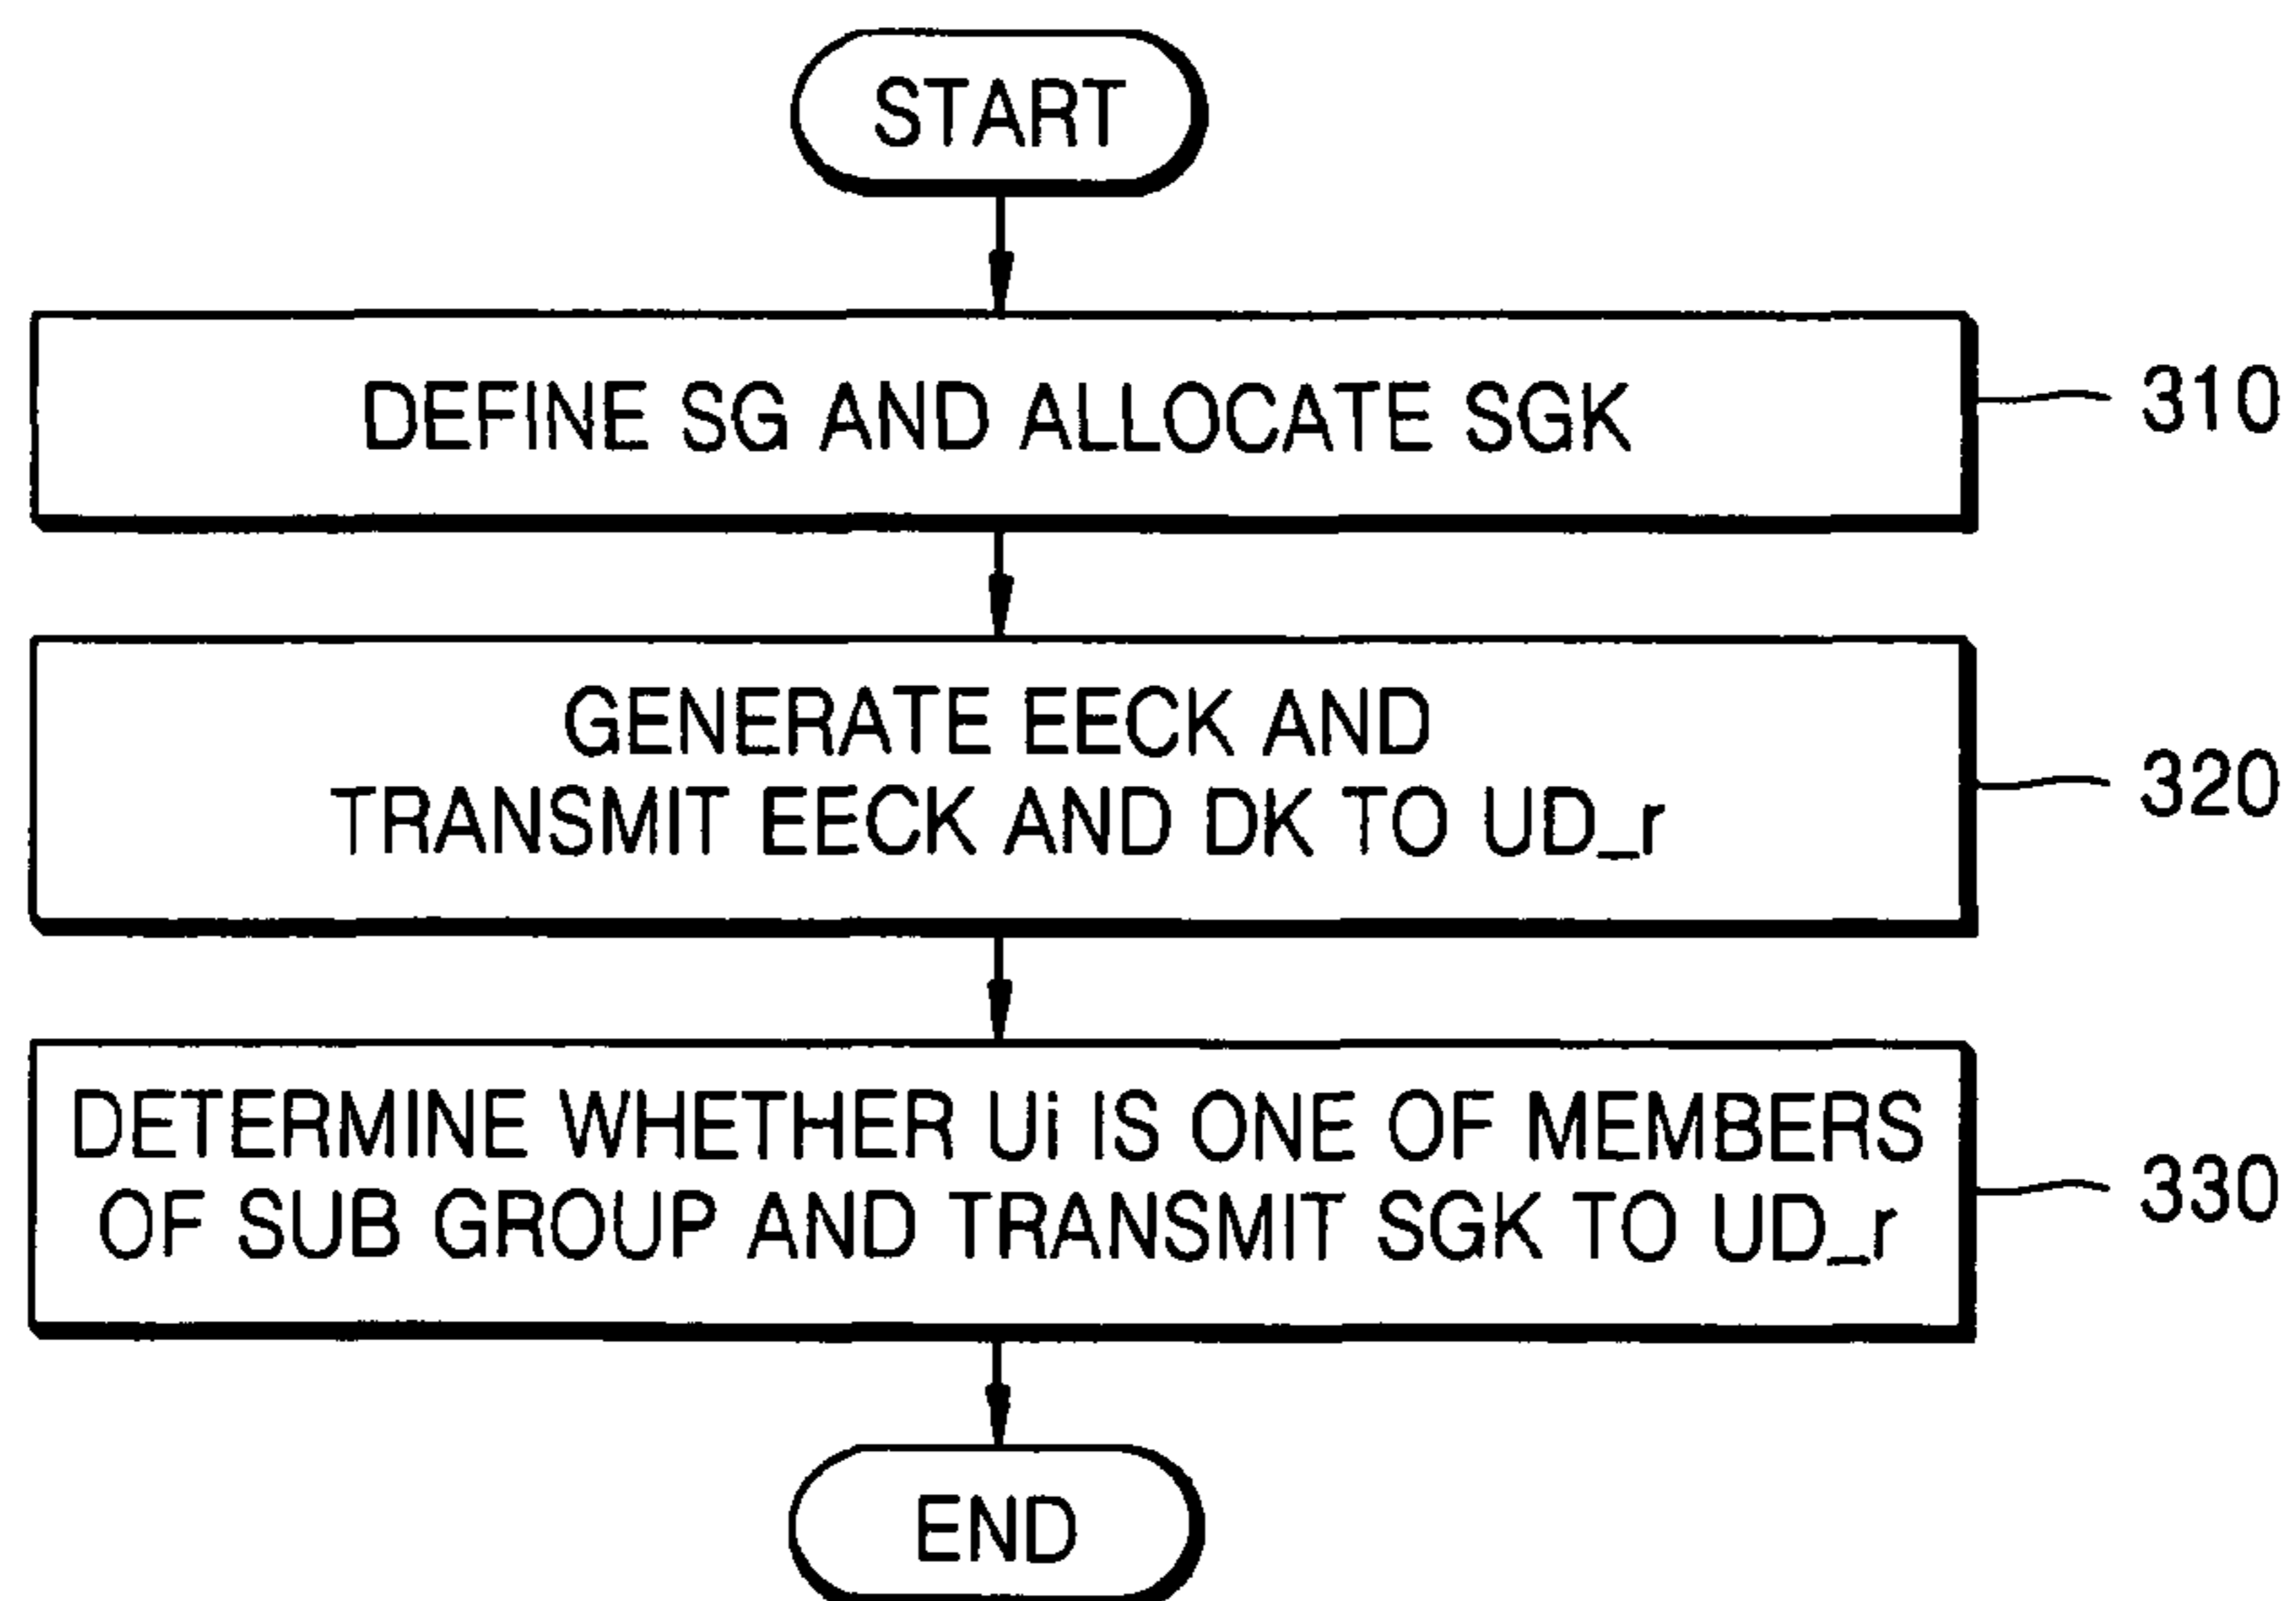 START
DEFINE SG AND ALLOCATE SGK
310
GENERATE EECK AND
TRANSMIT EECK AND DK TO UD_r
320
DETERMINE WHETHER Ui IS ONE OF MEMBERS
OF SUB GROUP AND TRANSMIT SGK TO UD_r
330
END